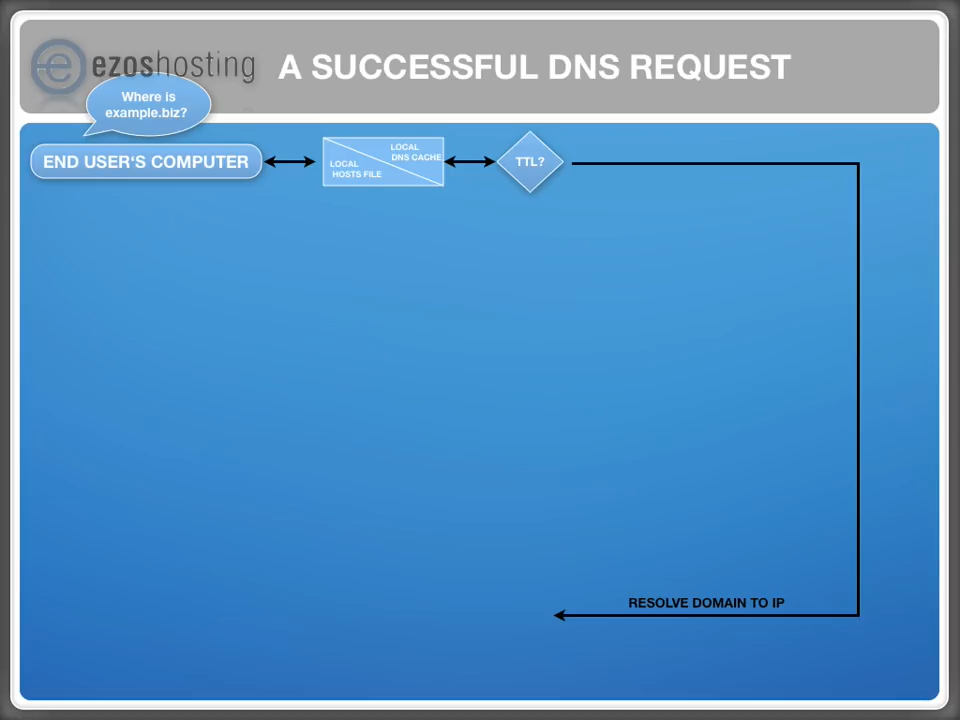 ezoshosting
A SUCCESSFUL DNS REQUEST
Where is
example.biz?
END USER'S COMPUTER
LOCAL
DNS CACHE
LOCAL
HOSTS FILE
TTL?
RESOLVE DOMAIN TO IP